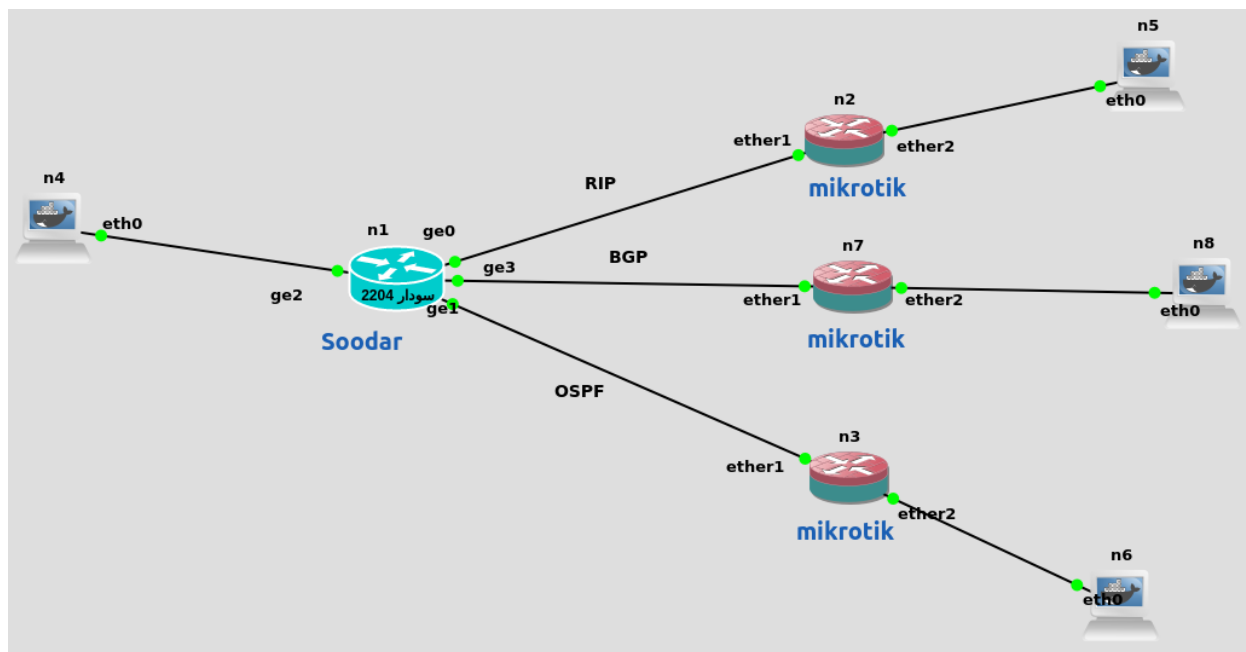 n5
eth0
n2
ether1
ether2
mikrotik
RIP
n4
eth0
n1
ge0
ge3
ge2
ge1
سودار 2204
Soodar
BGP
n7
ether1
ether2
mikrotik
n8
eth0
OSPF
n3
ether1
ether2
mikrotik
n6
eth0